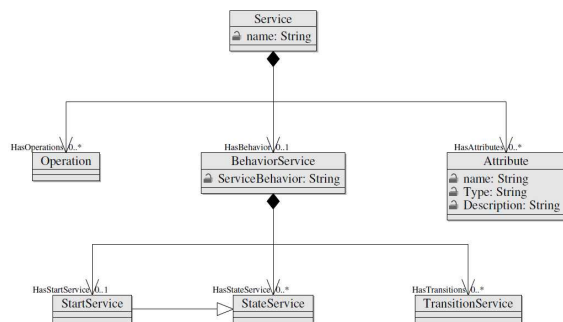 Service
name: String
HasOperations 0..*
HasBehavior 0..1
HasAttributes 0..*
Operation
BehaviorService
Attribute
ServiceBehavior: String
name: String
Type: String
Description: String
HasStartService 0..1
HasStateService 0..*
HasTransitions 0..*
StartService
StateService
TransitionService